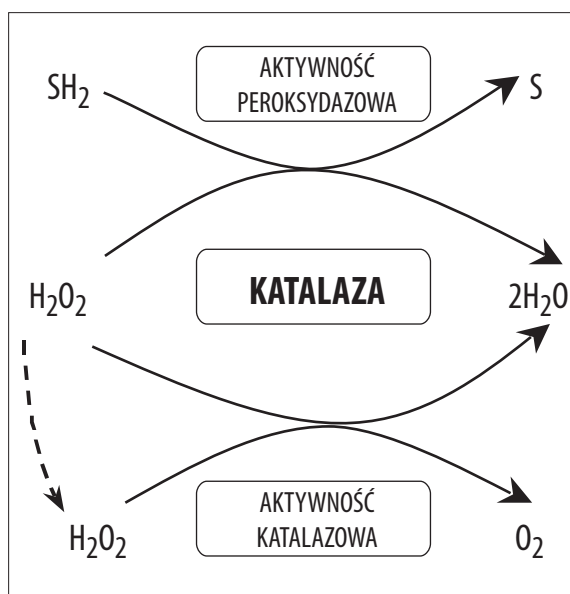 AKTYWNOŚĆ
PEROKSYDAZOWA
SH₂
S
H₂O₂
KATALAZA
2H₂O
H₂O₂
AKTYWNOŚĆ
KATALAZOWA
O₂